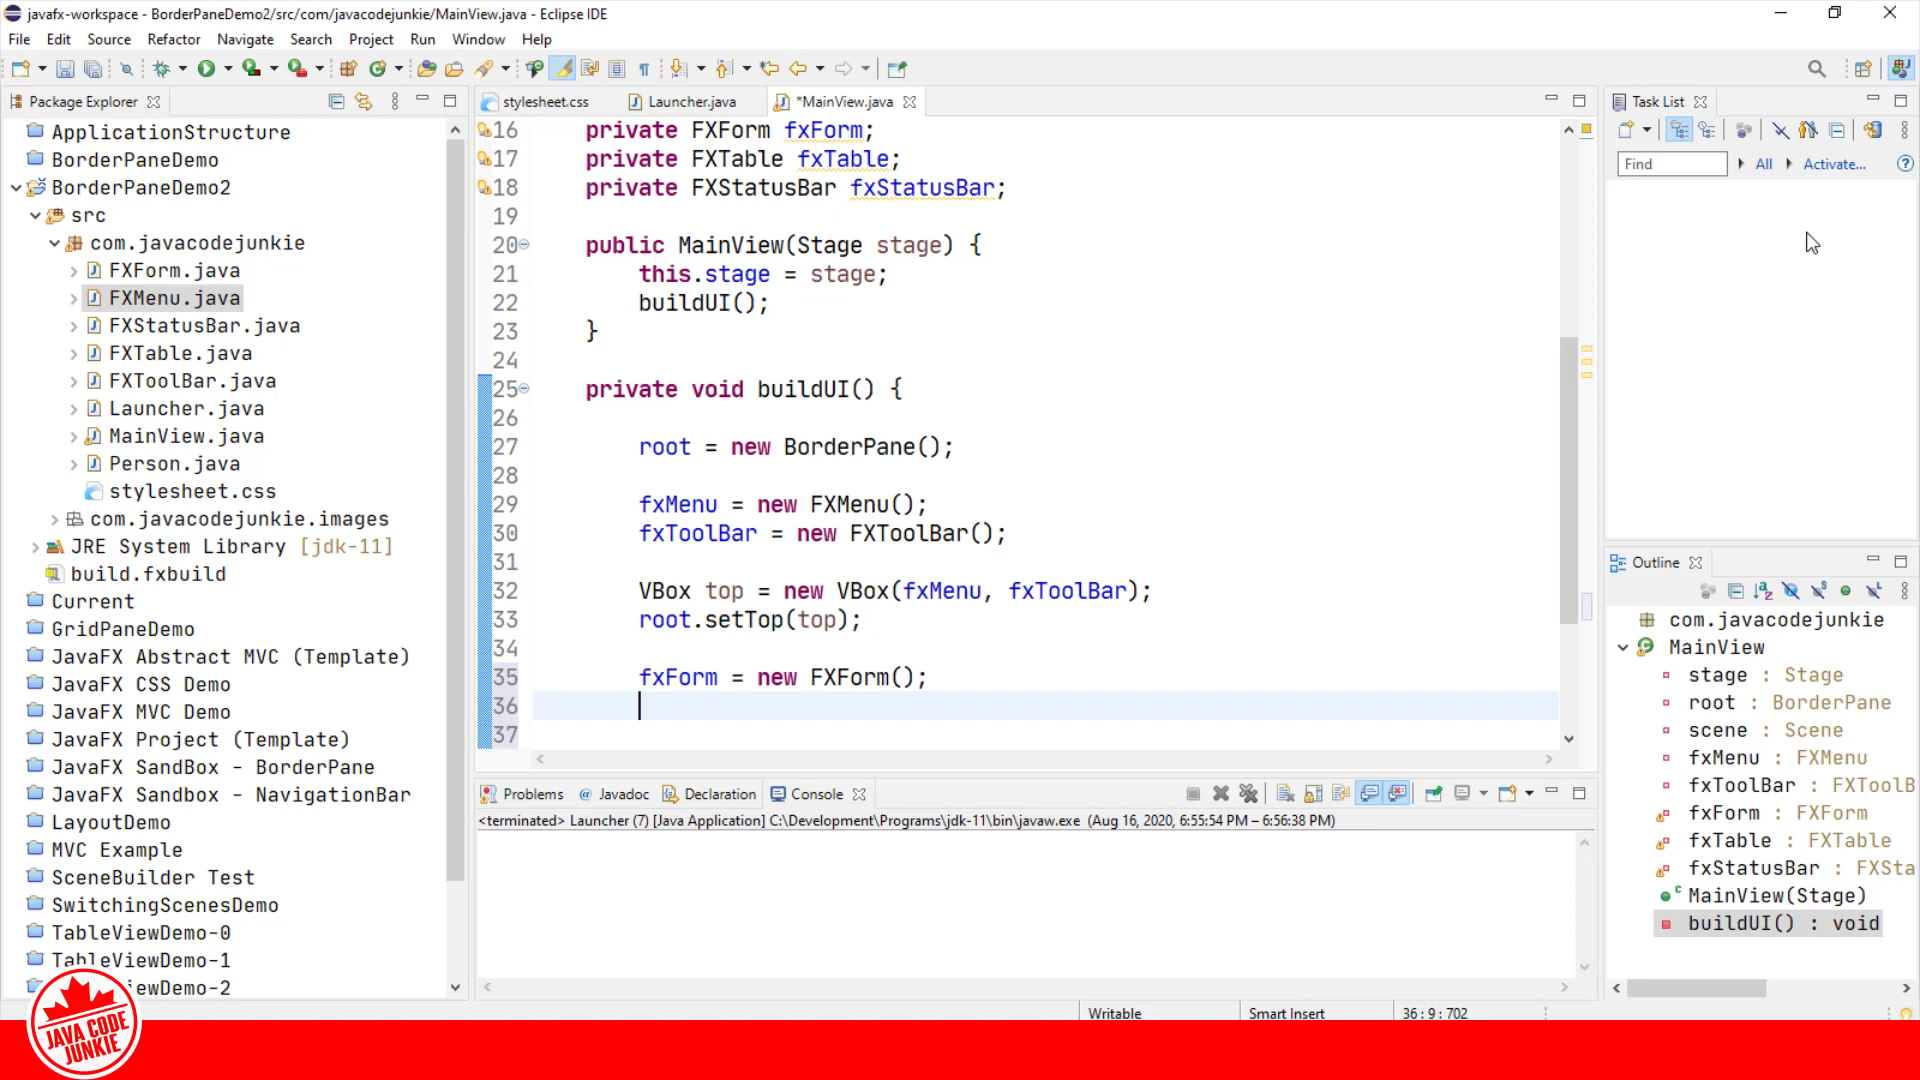 javafx-workspace - BorderPaneDemo2/src/com/javacodejunkie/MainView.java - Eclipse IDE
File Edit Source Refactor Navigate Search Project Run Window Help
Package Explorer
ApplicationStructure
BorderPaneDemo
BorderPaneDemo2
src
com.javacodejunkie
FXForm.java
FXMenu.java
FXStatusBar.java
FXTable.java
FXToolBar.java
Launcher.java
MainView.java
Person.java
stylesheet.css
com.javacodejunkie.images
JRE System Library [jdk-11]
build.fxbuild
Current
GridPaneDemo
JavaFX Abstract MVC (Template)
JavaFX CSS Demo
JavaFX MVC Demo
JavaFX Project (Template)
JavaFX SandBox - BorderPane
JavaFX Sandbox - NavigationBar
LayoutDemo
MVC Example
SceneBuilder Test
SwitchingScenesDemo
TableViewDemo-0
TableViewDemo-1
iewDemo-2
stylesheet.css Launcher.java *MainView.java
16 private FXForm fxForm;
17 private FXTable fxTable;
18 private FXStatusBar fxStatusBar;
19
20 public MainView(Stage stage) {
21 this.stage = stage;
22 buildUI();
23 }
24
25 private void buildUI() {
26
27 root = new BorderPane();
28
29 fxMenu = new FXMenu();
30 fxToolBar = new FXToolBar();
31
32 VBox top = new VBox(fxMenu, fxToolBar);
33 root.setTop(top);
34
35 fxForm = new FXForm();
36
37
Problems @ Javadoc Declaration Console
<terminated> Launcher (7) [Java Application] C:\Development\Programs\jdk-11\bin\javaw.exe (Aug 16, 2020, 6:55:54 PM – 6:56:38 PM)
Task List
Find All Activate...
Outline
com.javacodejunkie
MainView
stage : Stage
root : BorderPane
scene : Scene
fxMenu : FXMenu
fxToolBar : FXToolB
fxForm : FXForm
fxTable : FXTable
fxStatusBar : FXSta
MainView(Stage)
buildUI() : void
Writable Smart Insert 36 : 9 : 702
JAVA CODE
JUNKIE